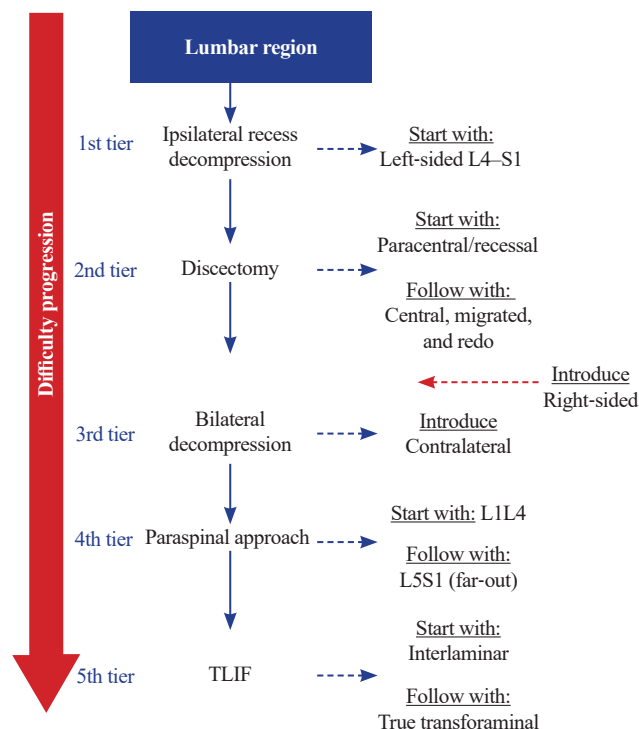 Lumbar region
Difficulty progression
1st tier
Ipsilateral recess
decompression
Start with:
Left-sided L4–S1
2nd tier
Discectomy
Start with:
Paracentral/recessal
Follow with:
Central, migrated,
and redo
Introduce
Right-sided
3rd tier
Bilateral
decompression
Introduce
Contralateral
4th tier
Paraspinal approach
Start with: L1L4
Follow with:
L5S1 (far-out)
5th tier
TLIF
Start with:
Interlaminar
Follow with:
True transforaminal